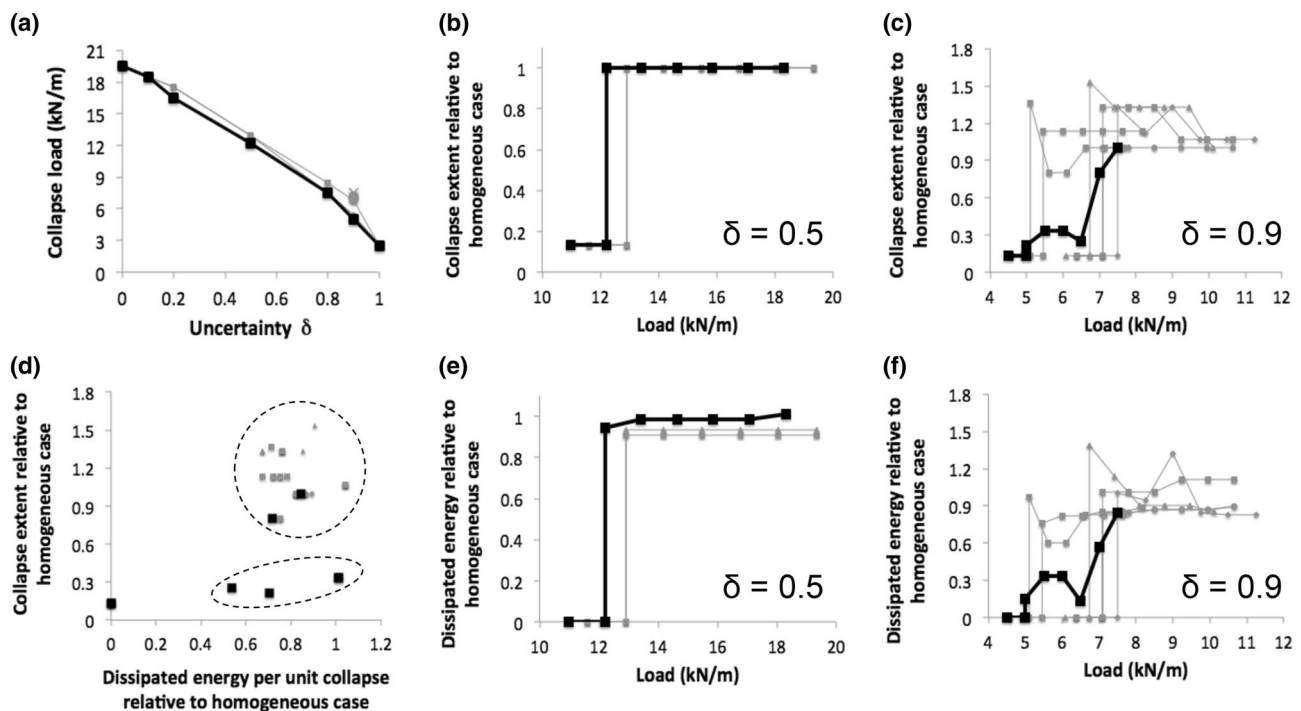 (a)
Collapse load (kN/m)
21
18
15
12
9
6
3
0
0 0.2 0.4 0.6 0.8 1
Uncertainty δ
(b)
Collapse extent relative to
homogeneous case
1
0.8
0.6
0.4
0.2
0
10 12 14 16 18 20
Load (kN/m)
δ = 0.5
(c)
Collapse extent relative to
homogeneous case
1.8
1.5
1.2
0.9
0.6
0.3
0
4 5 6 7 8 9 10 11 12
Load (kN/m)
δ = 0.9
(d)
Collapse extent relative to
homogeneous case
1.8
1.5
1.2
0.9
0.6
0.3
0
0 0.2 0.4 0.6 0.8 1 1.2
Dissipated energy per unit collapse
relative to homogeneous case
(e)
Dissipated energy relative to
homogeneous case
1
0.8
0.6
0.4
0.2
0
10 12 14 16 18 20
Load (kN/m)
δ = 0.5
(f)
Dissipated energy relative to
homogeneous case
1.8
1.5
1.2
0.9
0.6
0.3
0
4 5 6 7 8 9 10 11 12
Load (kN/m)
δ = 0.9